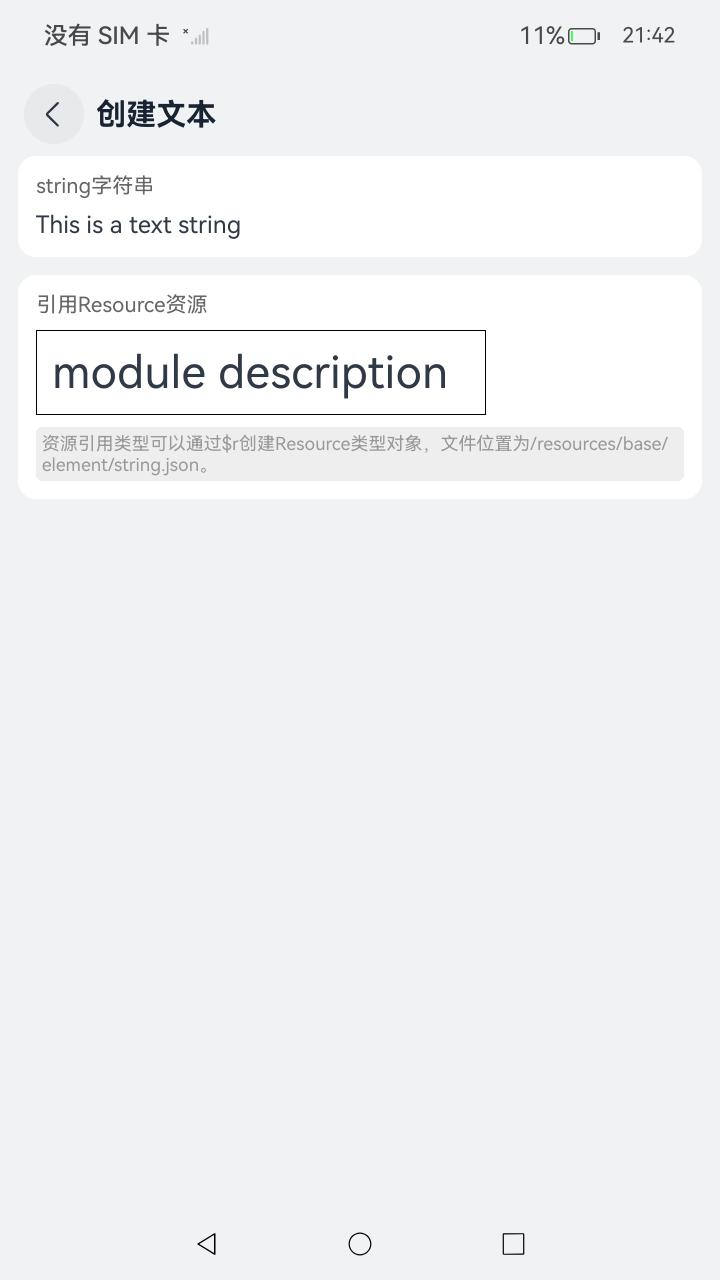 没有 SIM 卡
11%
21:42
创建文本
string字符串
This is a text string
引用Resource资源
module description
资源引用类型可以通过$r创建Resource类型对象，文件位置为/resources/base/
element/string.json。